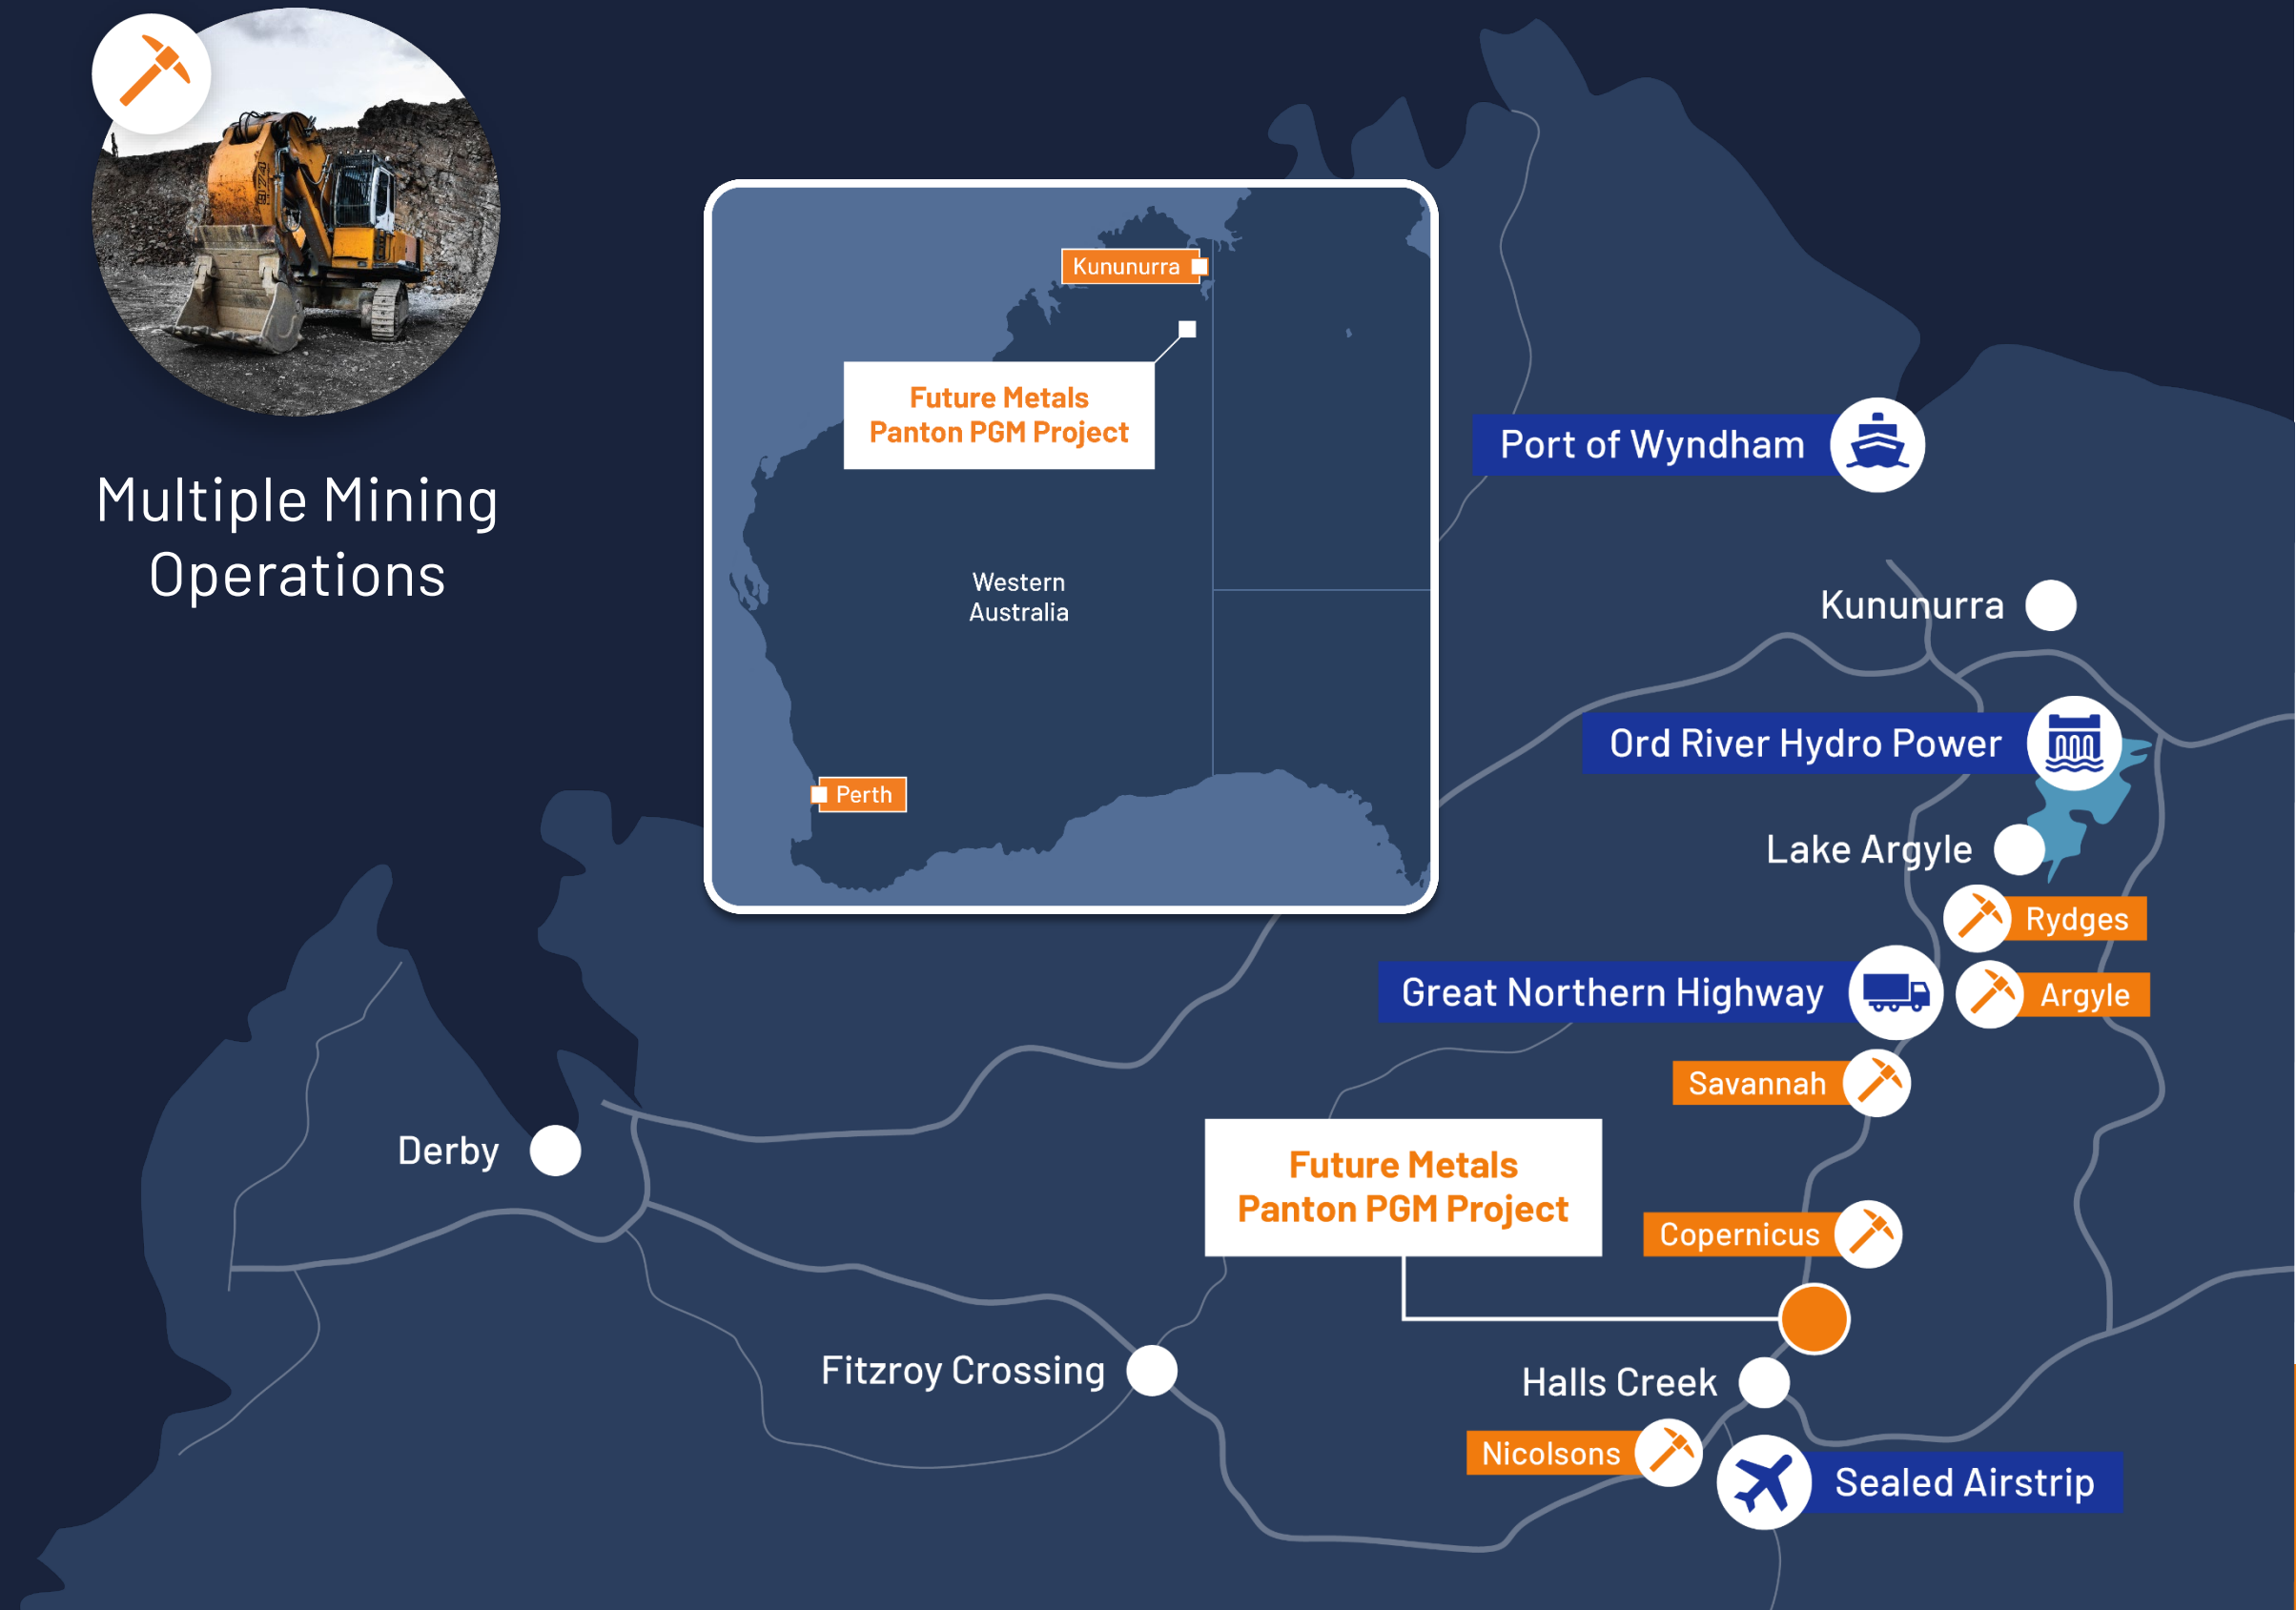 Multiple Mining
Operations
Kununurra
Future Metals
Panton PGM Project
Western
Australia
Perth
Port of Wyndham
Kununurra
Ord River Hydro Power
Lake Argyle
Rydges
Great Northern Highway
Argyle
Savannah
Derby
Future Metals
Panton PGM Project
Copernicus
Fitzroy Crossing
Halls Creek
Nicolsons
Sealed Airstrip